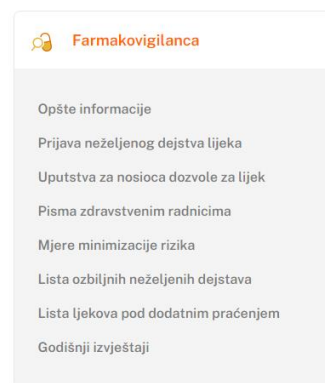 Farmakovigilanca
Opšte informacije
Prijava neželjenog dejstva lijeka
Uputstva za nosioca dozvole za lijek
Pisma zdravstvenim radnicima
Mjere minimizacije rizika
Lista ozbiljnih neželjenih dejstava
Lista ljekova pod dodatnim praćenjem
Godišnji izvještaji